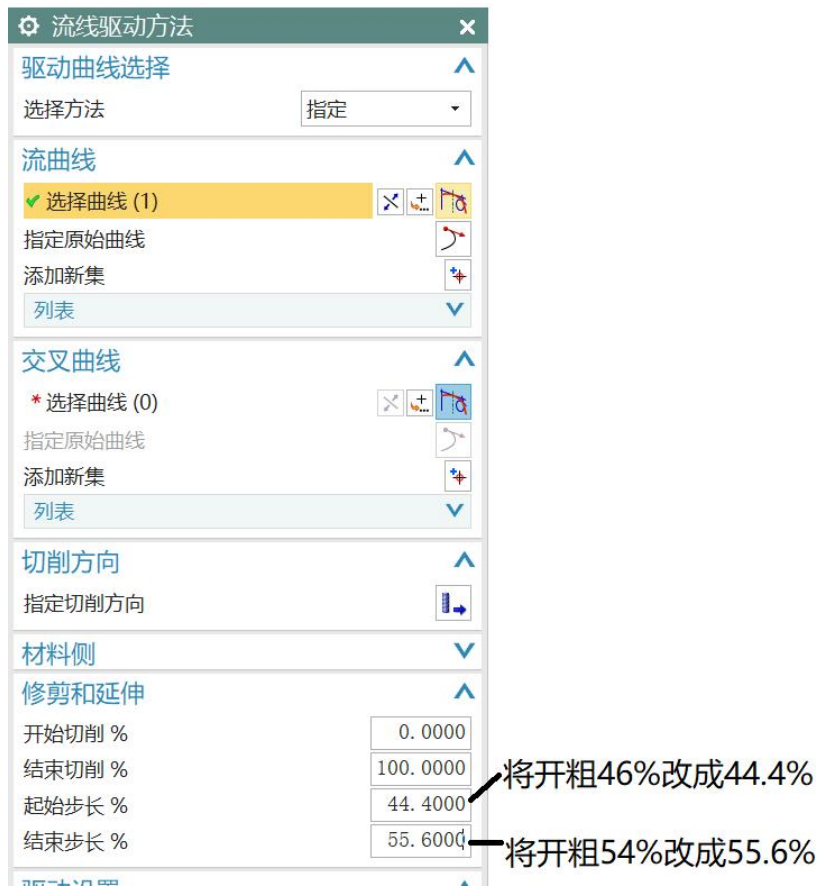 流线驱动方法
驱动曲线选择
选择方法 指定
流曲线
选择曲线 (1)
指定原始曲线
添加新集
列表
交叉曲线
* 选择曲线 (0)
指定原始曲线
添加新集
列表
切削方向
指定切削方向
材料侧
修剪和延伸
开始切削 % 0.0000
结束切削 % 100.0000
起始步长 % 44.4000 将开粗46%改成44.4%
结束步长 % 55.6000 将开粗54%改成55.6%
驱动设置